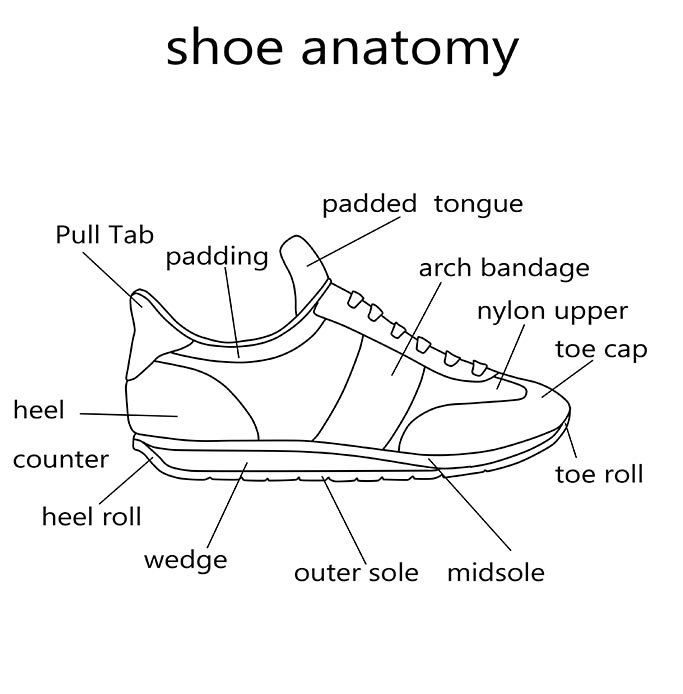 shoe anatomy
padded tongue
Pull Tab
padding
arch bandage
nylon upper
toe cap
heel
counter
toe roll
heel roll
wedge
outer sole
midsole